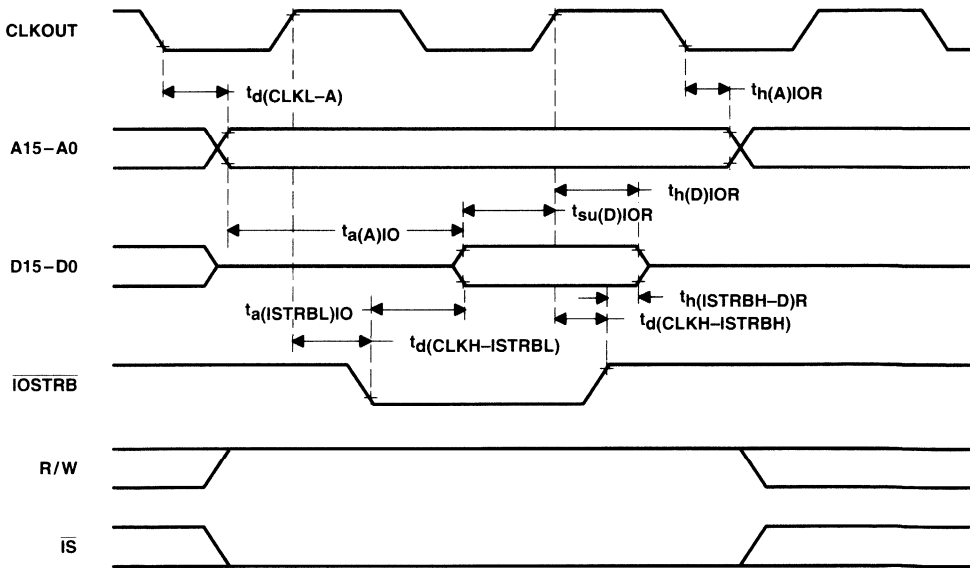 CLKOUT
td(CLKL–A)
th(A)IOR
A15–A0
th(D)IOR
tsu(D)IOR
ta(A)IO
D15–D0
ta(ISTRBL)IO
th(ISTRBH–D)R
td(CLKH–ISTRBH)
td(CLKH–ISTRBL)
IOSTRB
R/W
IS